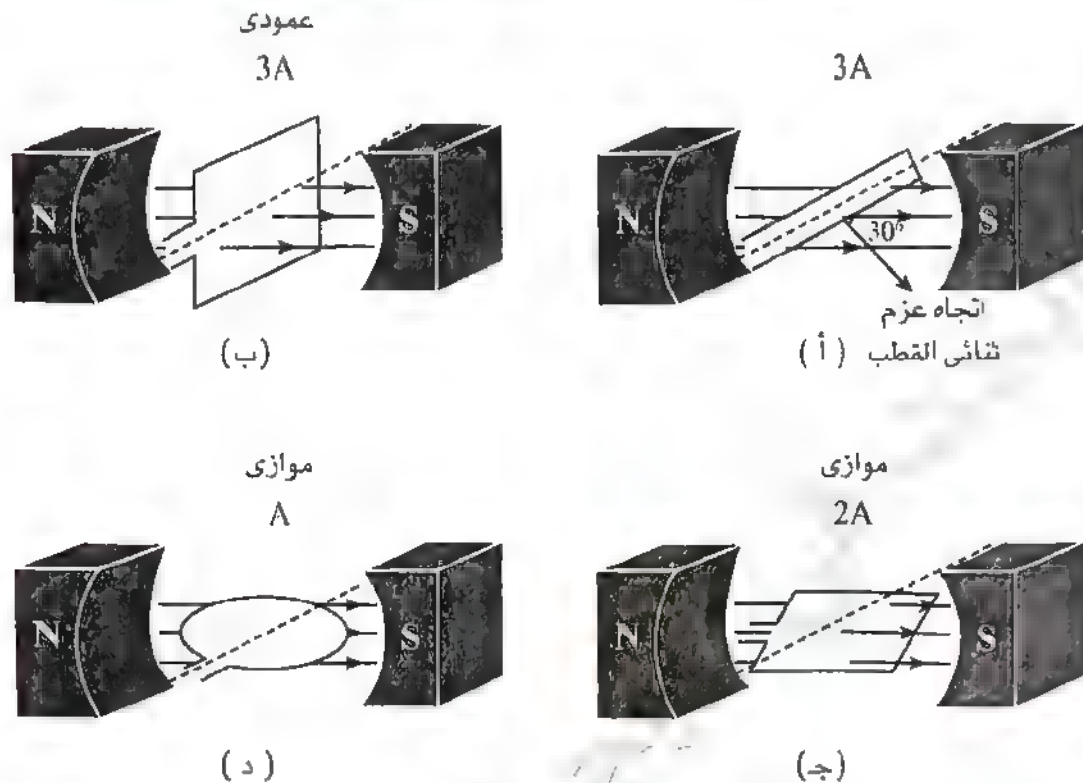 3A
N
S
30°
اتجاه عزم
ثنائى القطب
( أ )
عمودى
3A
N
S
(ب)
موازى
2A
N
S
(جـ)
موازى
A
N
S
( د )